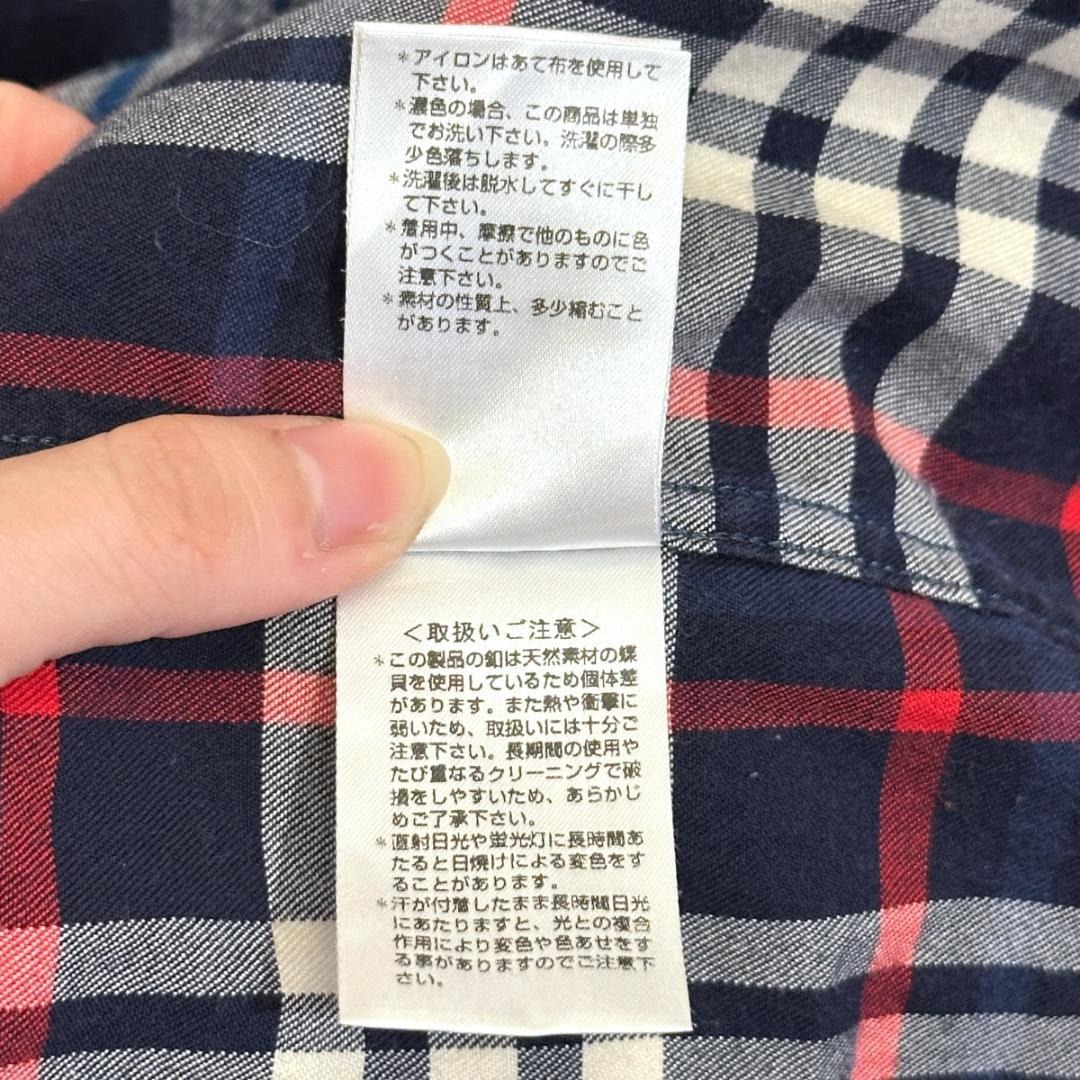 *アイロンはあて布を使用して
下さい。
*濃色の場合、この商品は単独
でお洗い下さい。洗濯の際多
少色落ちします。
*洗濯後は脱水してすぐに干し
て下さい。
*着用中、摩擦で他のものに色
がつくことがありますのでご
注意下さい。
*素材の性質上、多少縮むこと
があります。
＜取扱いご注意＞
*この製品の釦は天然素材の蝶
貝を使用しているため個体差
があります。また熱や衝撃に
弱いため、取扱いには十分ご
注意下さい。長期間の使用や
たび重なるクリーニングで破
損をしやすいため、あらかじ
めご了承下さい。
*直射日光や蛍光灯に長時間あ
たると日焼けによる変色をす
ることがあります。
*汗が付着したまま長時間日光
にあたりますと、光との複合
作用により変色や色あせをす
る事がありますのでご注意下
さい。